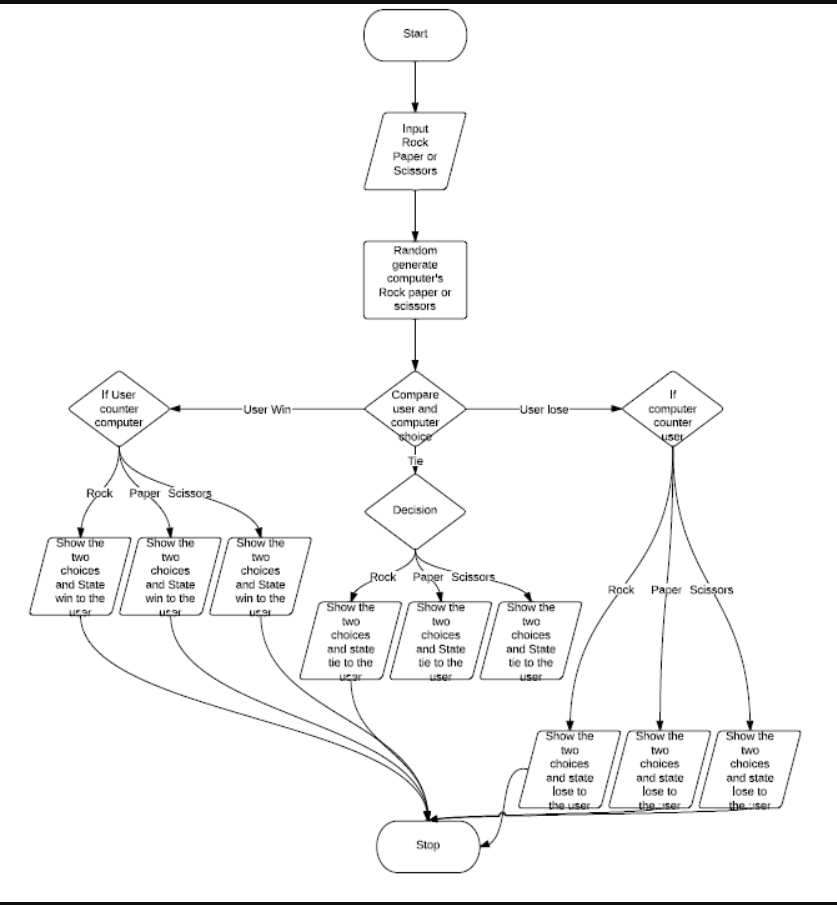 Start
Input
Rock
Paper or
Scissors
Random
generate
computer's
Rock paper or
scissors
If User
counter
computer
User Win
Compare
user and
computer
choice
User lose
If
computer
counter
user
Tie
Decision
Rock
Paper
Scissors
Show the
two
choices
and State
win to the
user
Show the
two
choices
and State
win to the
user
Show the
two
choices
and State
win to the
user
Rock
Paper
Scissors
Show the
two
choices
and state
tie to the
user
Show the
two
choices
and State
tie to the
user
Show the
two
choices
and State
tie to the
user
Rock
Paper
Scissors
Show the
two
choices
and state
lose to
the user
Show the
two
choices
and state
lose to
the user
Show the
two
choices
and state
lose to
the user
Stop